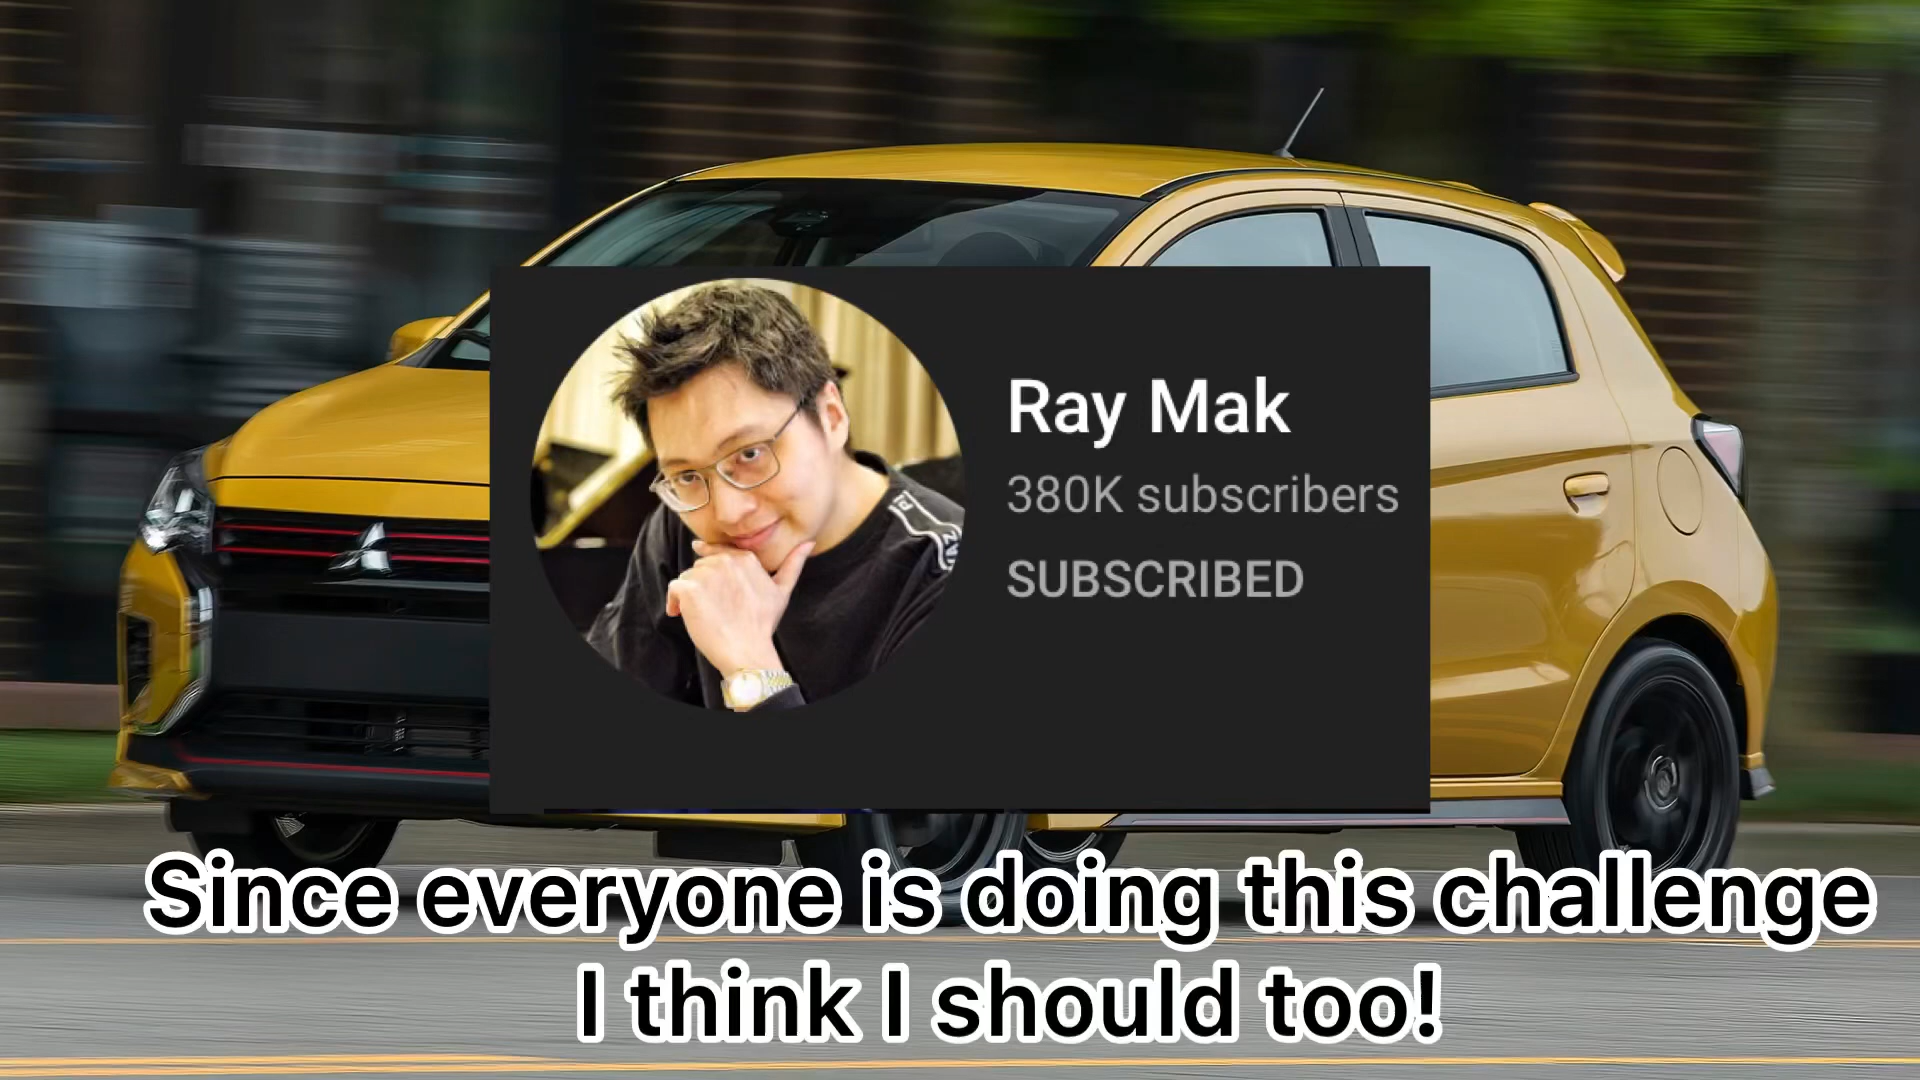 Ray Mak
380K subscribers
SUBSCRIBED
Since everyone is doing this challenge
I think I should too!